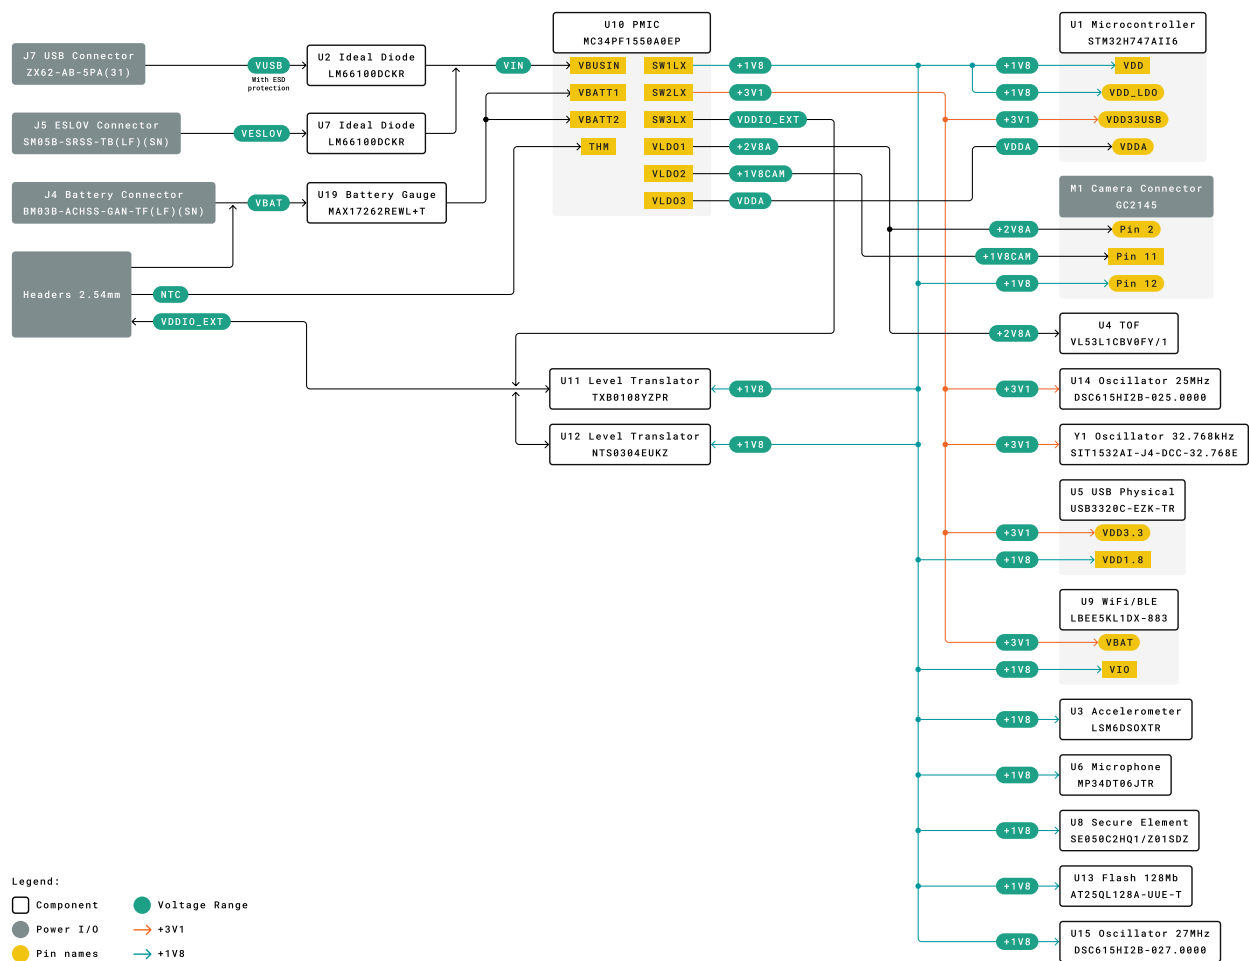 J7 USB Connector
ZX62-AB-5PA(31)
VUSB
With ESD
protection
U2 Ideal Diode
LM66100DCKR
VIN
J5 ESLOV Connector
SM05B-SRSS-TB(LF)(SN)
VESLOV
U7 Ideal Diode
LM66100DCKR
J4 Battery Connector
BM03B-ACHSS-GAN-TF(LF)(SN)
VBAT
U19 Battery Gauge
MAX17262REWL+T
Headers 2.54mm
NTC
VDDIO_EXT
U10 PMIC
MC34PF1550A0EP
VBUSIN
VBATT1
VBATT2
THM
SW1LX
SW2LX
SW3LX
VLDO1
VLDO2
VLDO3
+1V8
+3V1
VDDIO_EXT
+2V8A
+1V8CAM
VDDA
U11 Level Translator
TXB0108YZPR
+1V8
U12 Level Translator
NTS0304EUKZ
+1V8
U1 Microcontroller
STM32H747AII6
+1V8
VDD
+1V8
VDD_LDO
+3V1
VDD33USB
VDDA
VDDA
M1 Camera Connector
GC2145
+2V8A
Pin 2
+1V8CAM
Pin 11
+1V8
Pin 12
+2V8A
U4 TOF
VL53L1CBV0FY/1
+3V1
U14 Oscillator 25MHz
DSC615HI2B-025.0000
+3V1
Y1 Oscillator 32.768kHz
SIT1532AI-J4-DCC-32.768E
U5 USB Physical
USB3320C-EZK-TR
+3V1
VDD3.3
+1V8
VDD1.8
U9 WiFi/BLE
LBEE5KL1DX-883
+3V1
VBAT
+1V8
VIO
+1V8
U3 Accelerometer
LSM6DSOXTR
+1V8
U6 Microphone
MP34DT06JTR
+1V8
U8 Secure Element
SE050C2HQ1/Z01SDZ
+1V8
U13 Flash 128Mb
AT25QL128A-UUE-T
+1V8
U15 Oscillator 27MHz
DSC615HI2B-027.0000
Legend:
Component
Voltage Range
Power I/O
+3V1
Pin names
+1V8